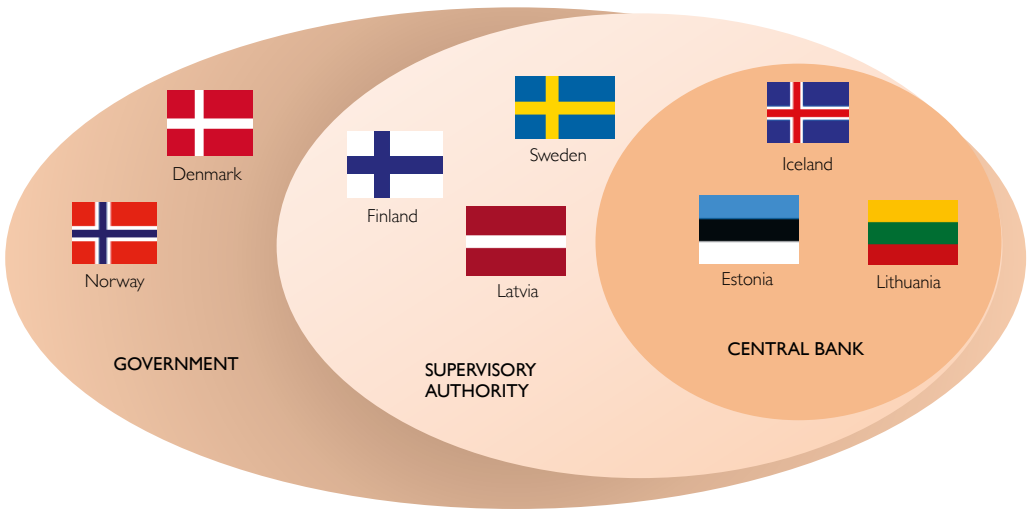 Denmark
Norway
GOVERNMENT
Finland
Sweden
Latvia
SUPERVISORY
AUTHORITY
Iceland
Estonia
Lithuania
CENTRAL BANK